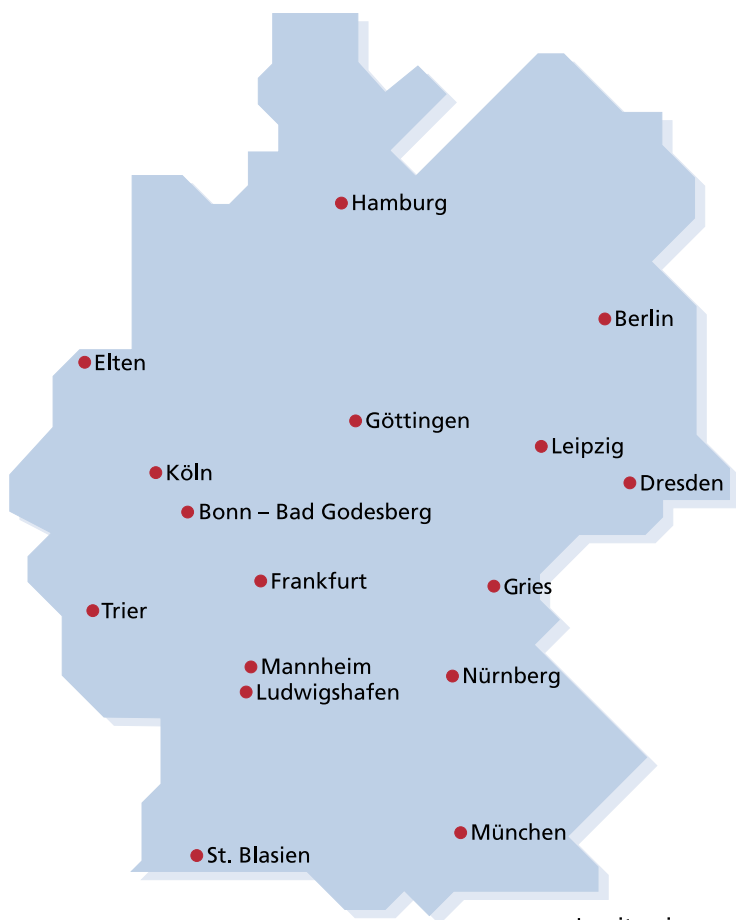 Hamburg
Berlin
Elten
Göttingen
Leipzig
Köln
Dresden
Bonn – Bad Godesberg
Frankfurt
Gries
Trier
Mannheim
Nürnberg
Ludwigshafen
München
St. Blasien